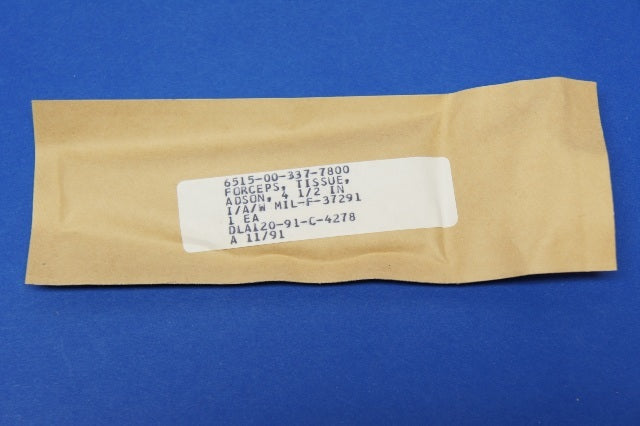 6515-00-337-7800
FORCEPS, TISSUE,
ADSON, 4 1/2 IN
I/A/W MIL-F-37291
1 EA
DLA120-91-C-4278
A 11/91